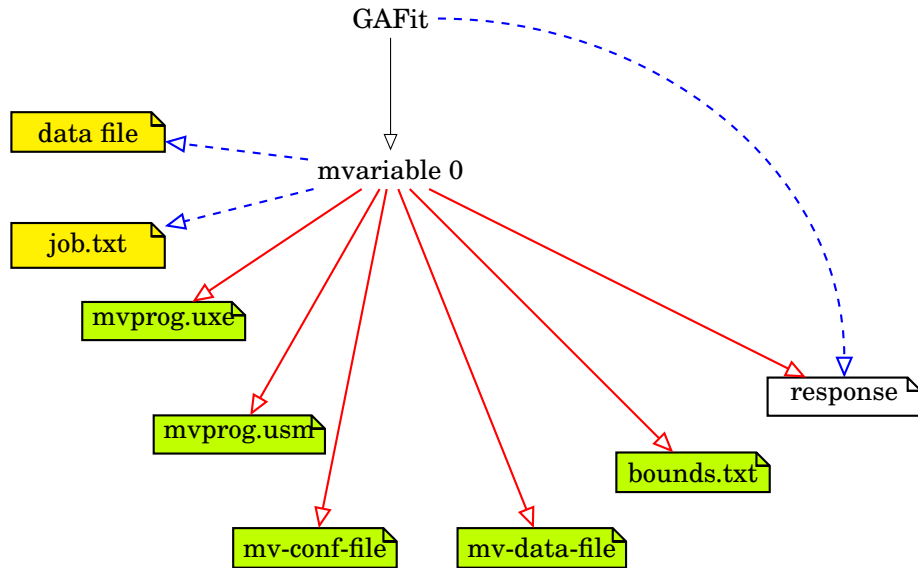 GAFit
data file
mvariable 0
job.txt
mvprog.uxe
response
mvprog.usm
bounds.txt
mv-conf-file
mv-data-file